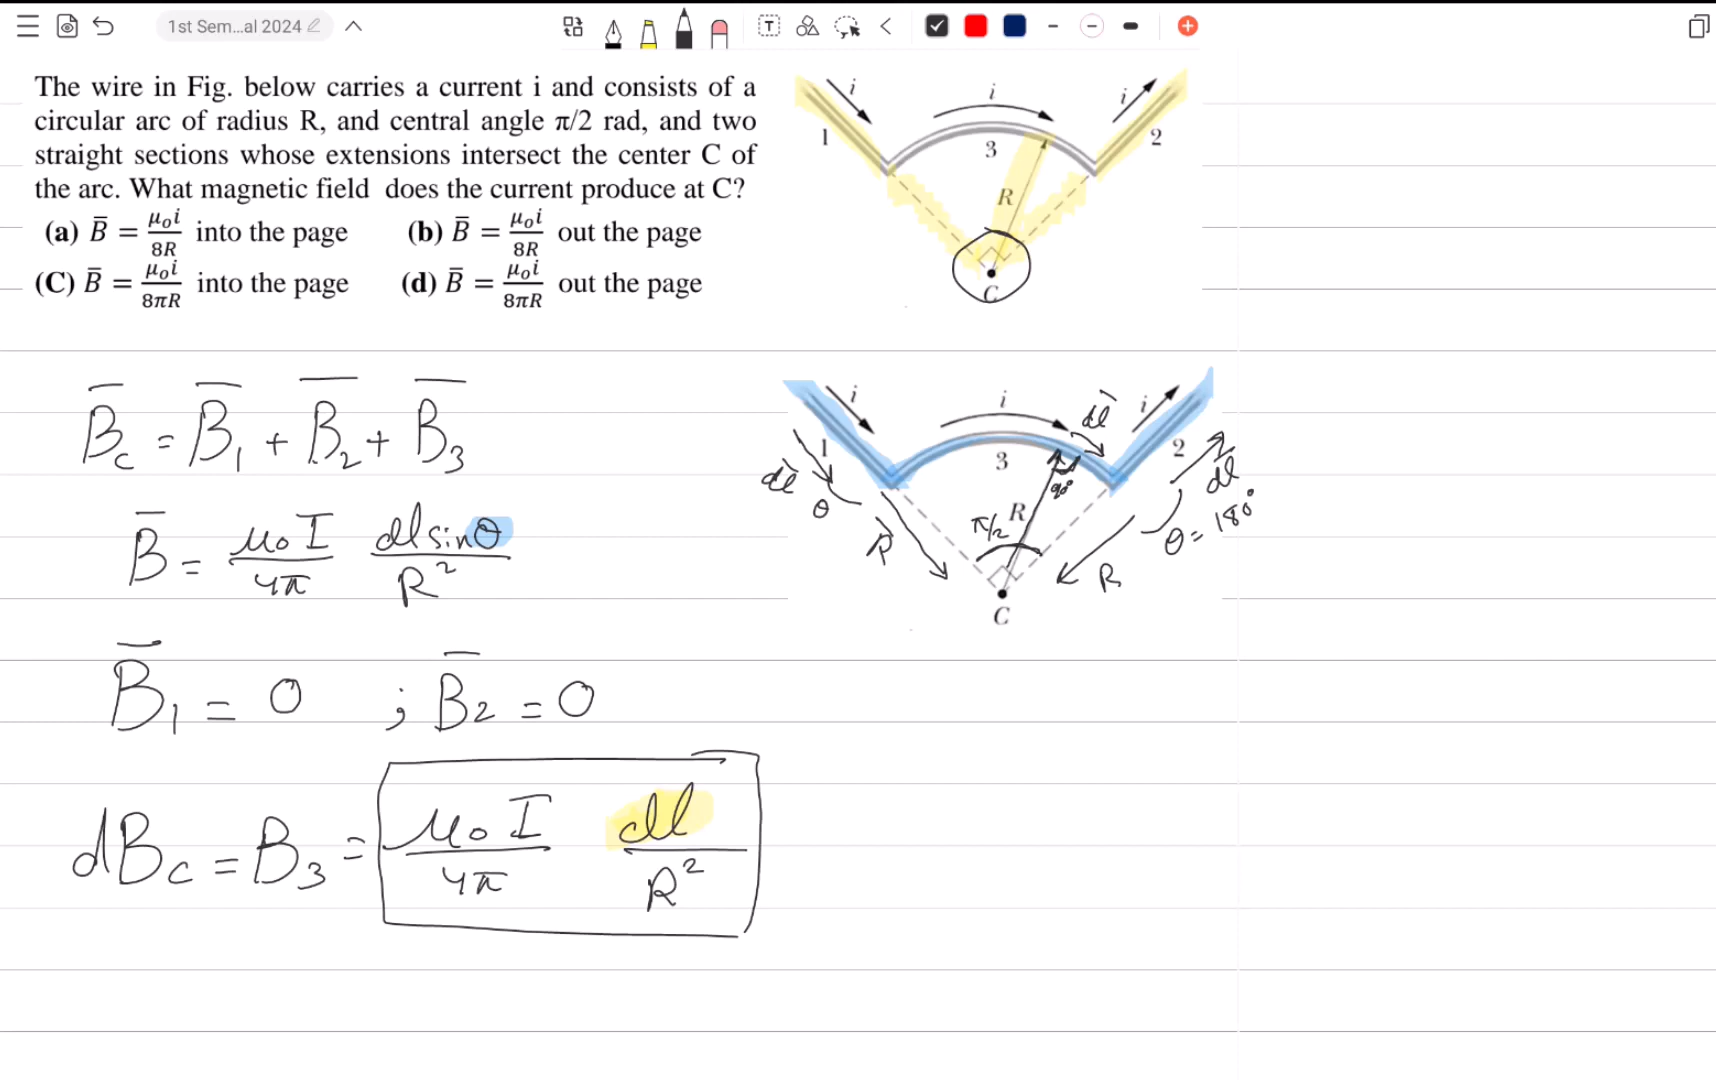 1st Sem...al 2024
The wire in Fig. below carries a current i and consists of a
circular arc of radius R, and central angle π/2 rad, and two
straight sections whose extensions intersect the center C of
the arc. What magnetic field does the current produce at C?
(a) B̅ = μ₀i/8R into the page (b) B̅ = μ₀i/8R out the page
(C) B̅ = μ₀i/8πR into the page (d) B̅ = μ₀i/8πR out the page
i i i
1 3 2
R
C
B̅c = B̅₁ + B̅₂ + B̅₃
B̅ = μ₀I/4π dl sinθ/R²
B̅₁ = 0 ; B̅₂ = 0
dBc = B₃ = μ₀I/4π dl/R²
i i dl i
1 3 2
dl θ R 90° dl
π/2 R θ = 180°
R
C
T